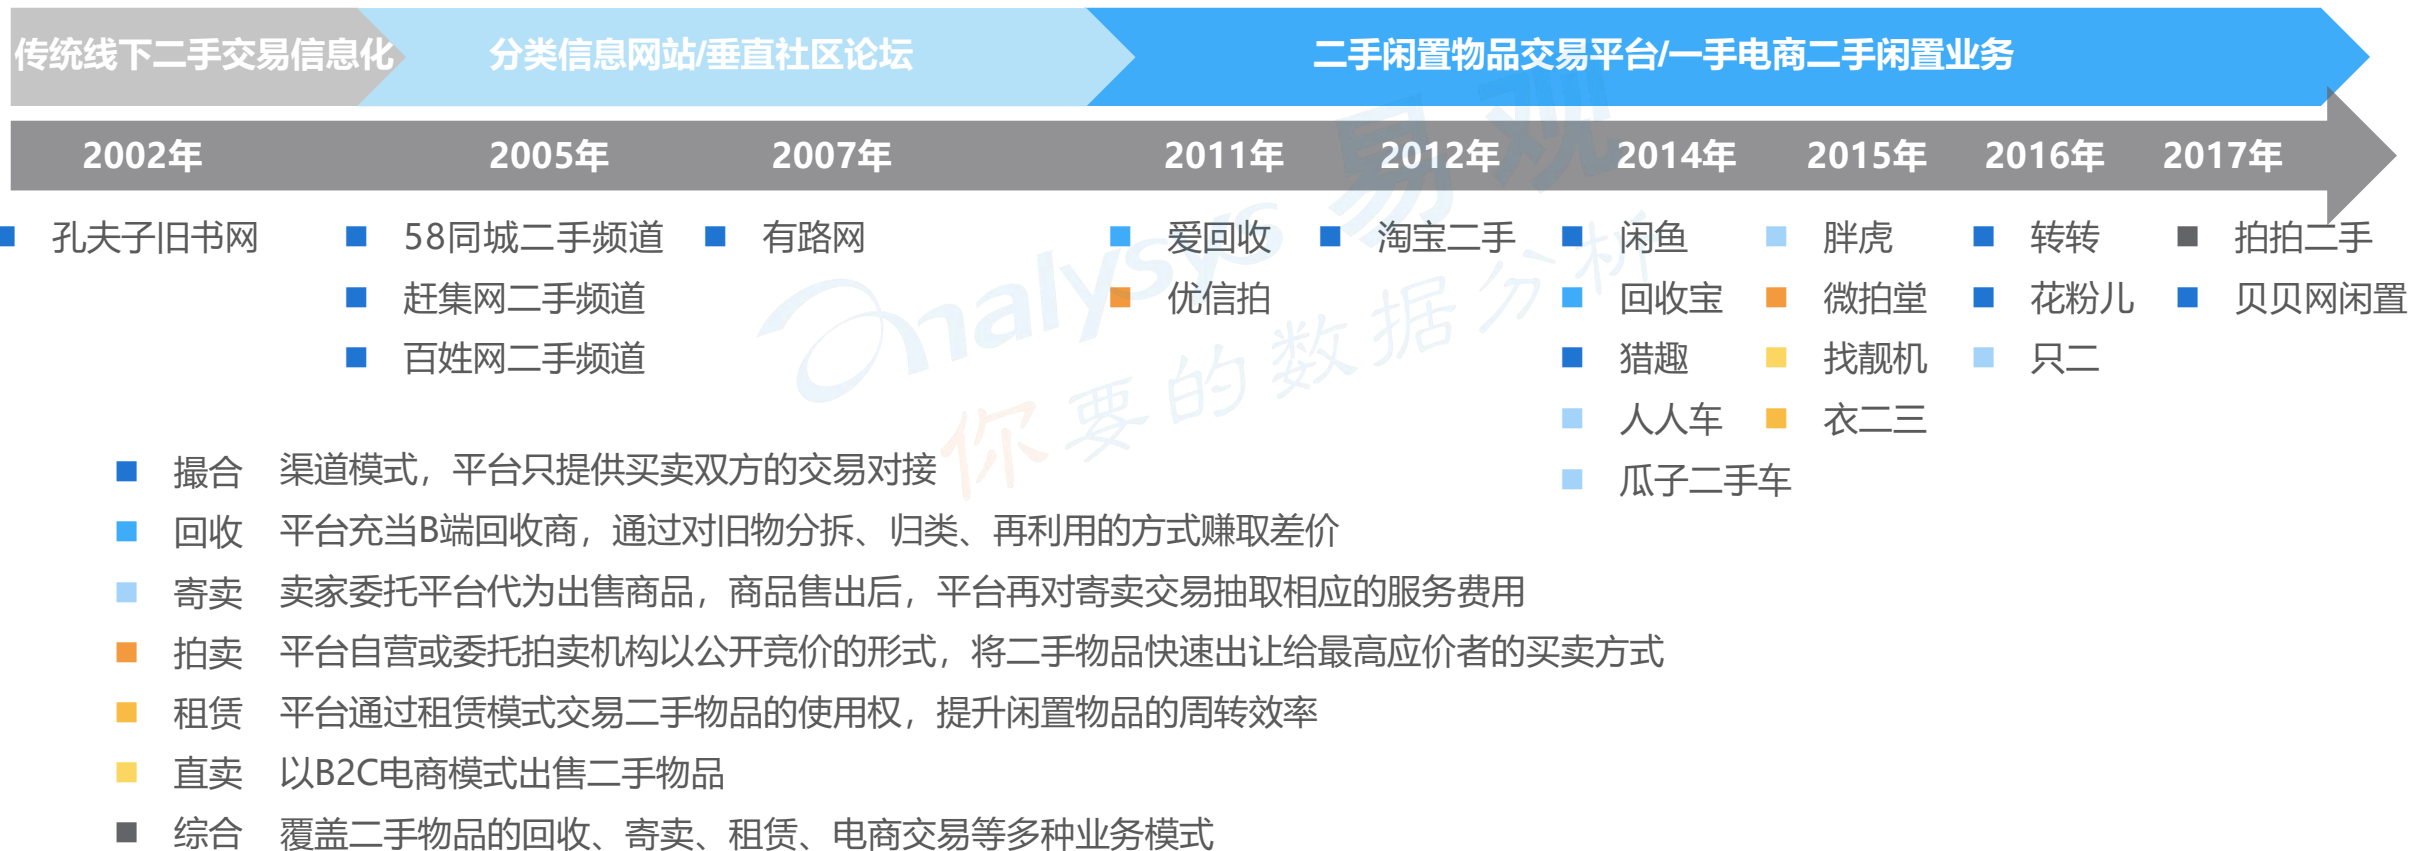 传统线下二手交易信息化 分类信息网站/垂直社区论坛 二手闲置物品交易平台/一手电商二手闲置业务
2002年 2005年 2007年 2011年 2012年 2014年 2015年 2016年 2017年
孔夫子旧书网 58同城二手频道 有路网 爱回收 淘宝二手 闲鱼 胖虎 转转 拍拍二手
赶集网二手频道 优信拍 回收宝 微拍堂 花粉儿 贝贝网闲置
百姓网二手频道 猎趣 找靓机 只二
人人车 衣二三
瓜子二手车
撮合 渠道模式，平台只提供买卖双方的交易对接
回收 平台充当B端回收商，通过对旧物分拆、归类、再利用的方式赚取差价
寄卖 卖家委托平台代为出售商品，商品售出后，平台再对寄卖交易抽取相应的服务费用
拍卖 平台自营或委托拍卖机构以公开竞价的形式，将二手物品快速出让给最高应价者的买卖方式
租赁 平台通过租赁模式交易二手物品的使用权，提升闲置物品的周转效率
直卖 以B2C电商模式出售二手物品
综合 覆盖二手物品的回收、寄卖、租赁、电商交易等多种业务模式
analysys 易观
你要的数据分析